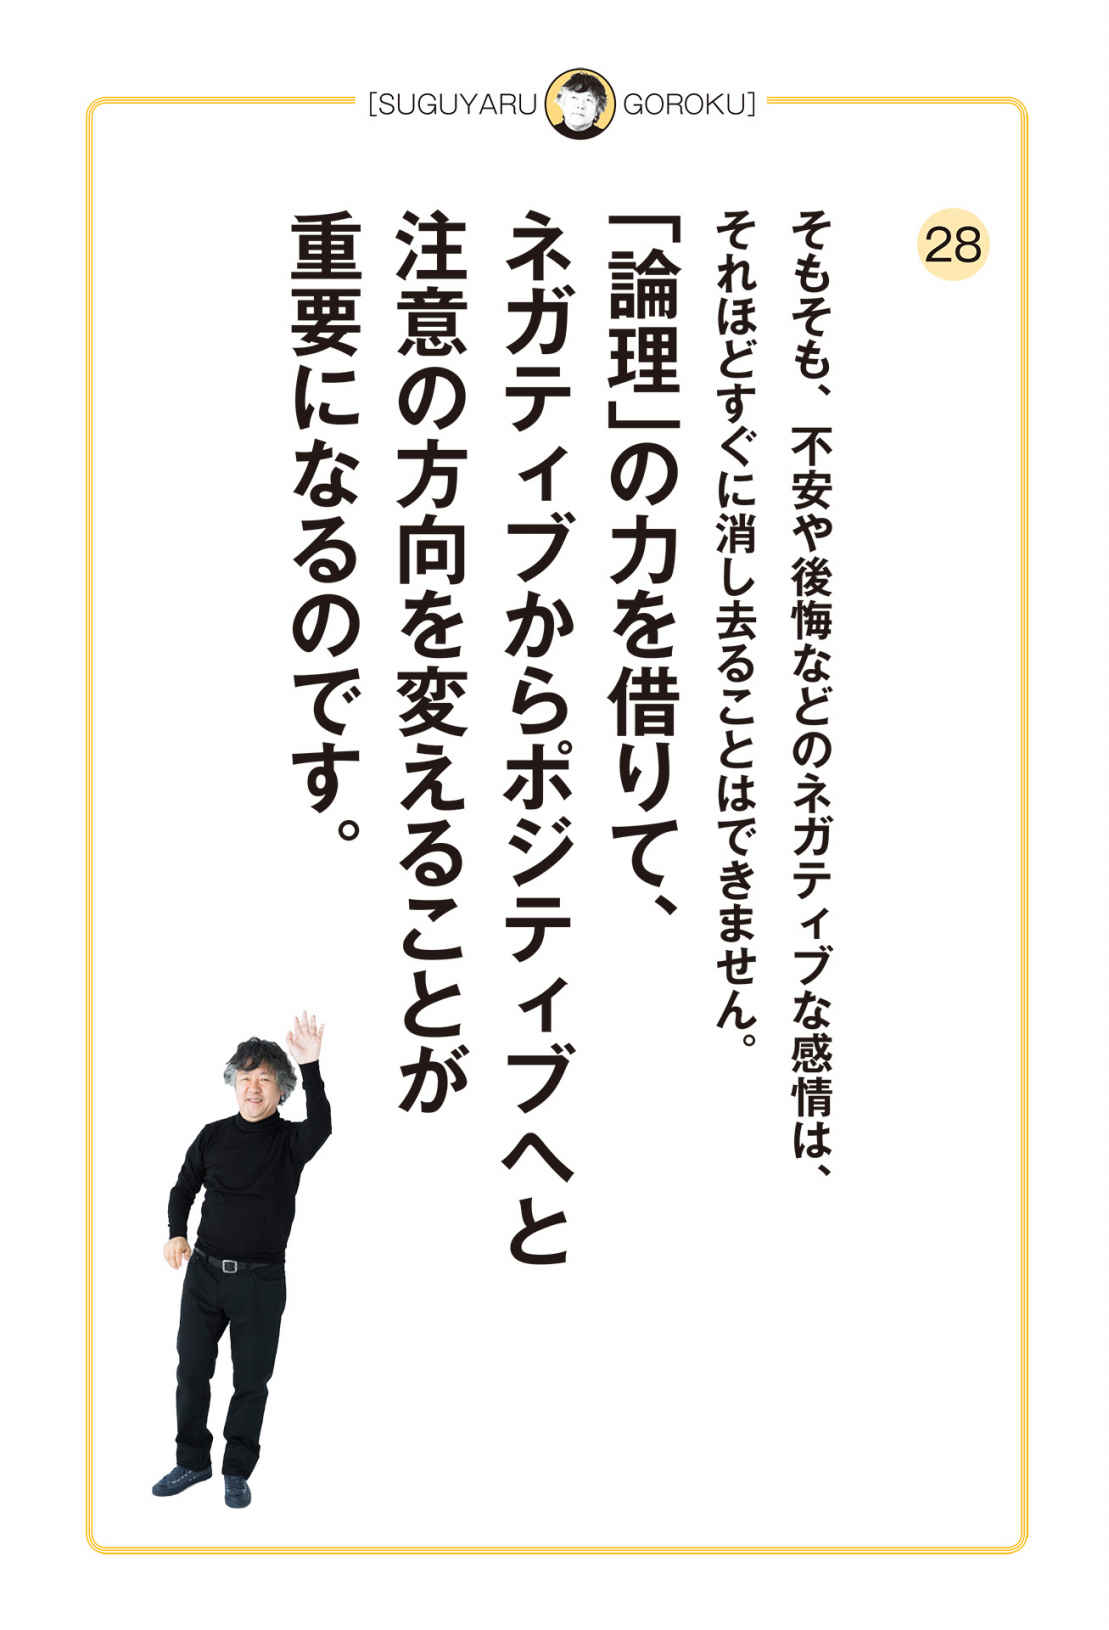 [SUGUYARU GOROKU]
28
そもそも、不安や後悔などのネガティブな感情は、
それほどすぐに消し去ることはできません。
「論理」の力を借りて、
ネガティブからポジティブへと
注意の方向を変えることが
重要になるのです。